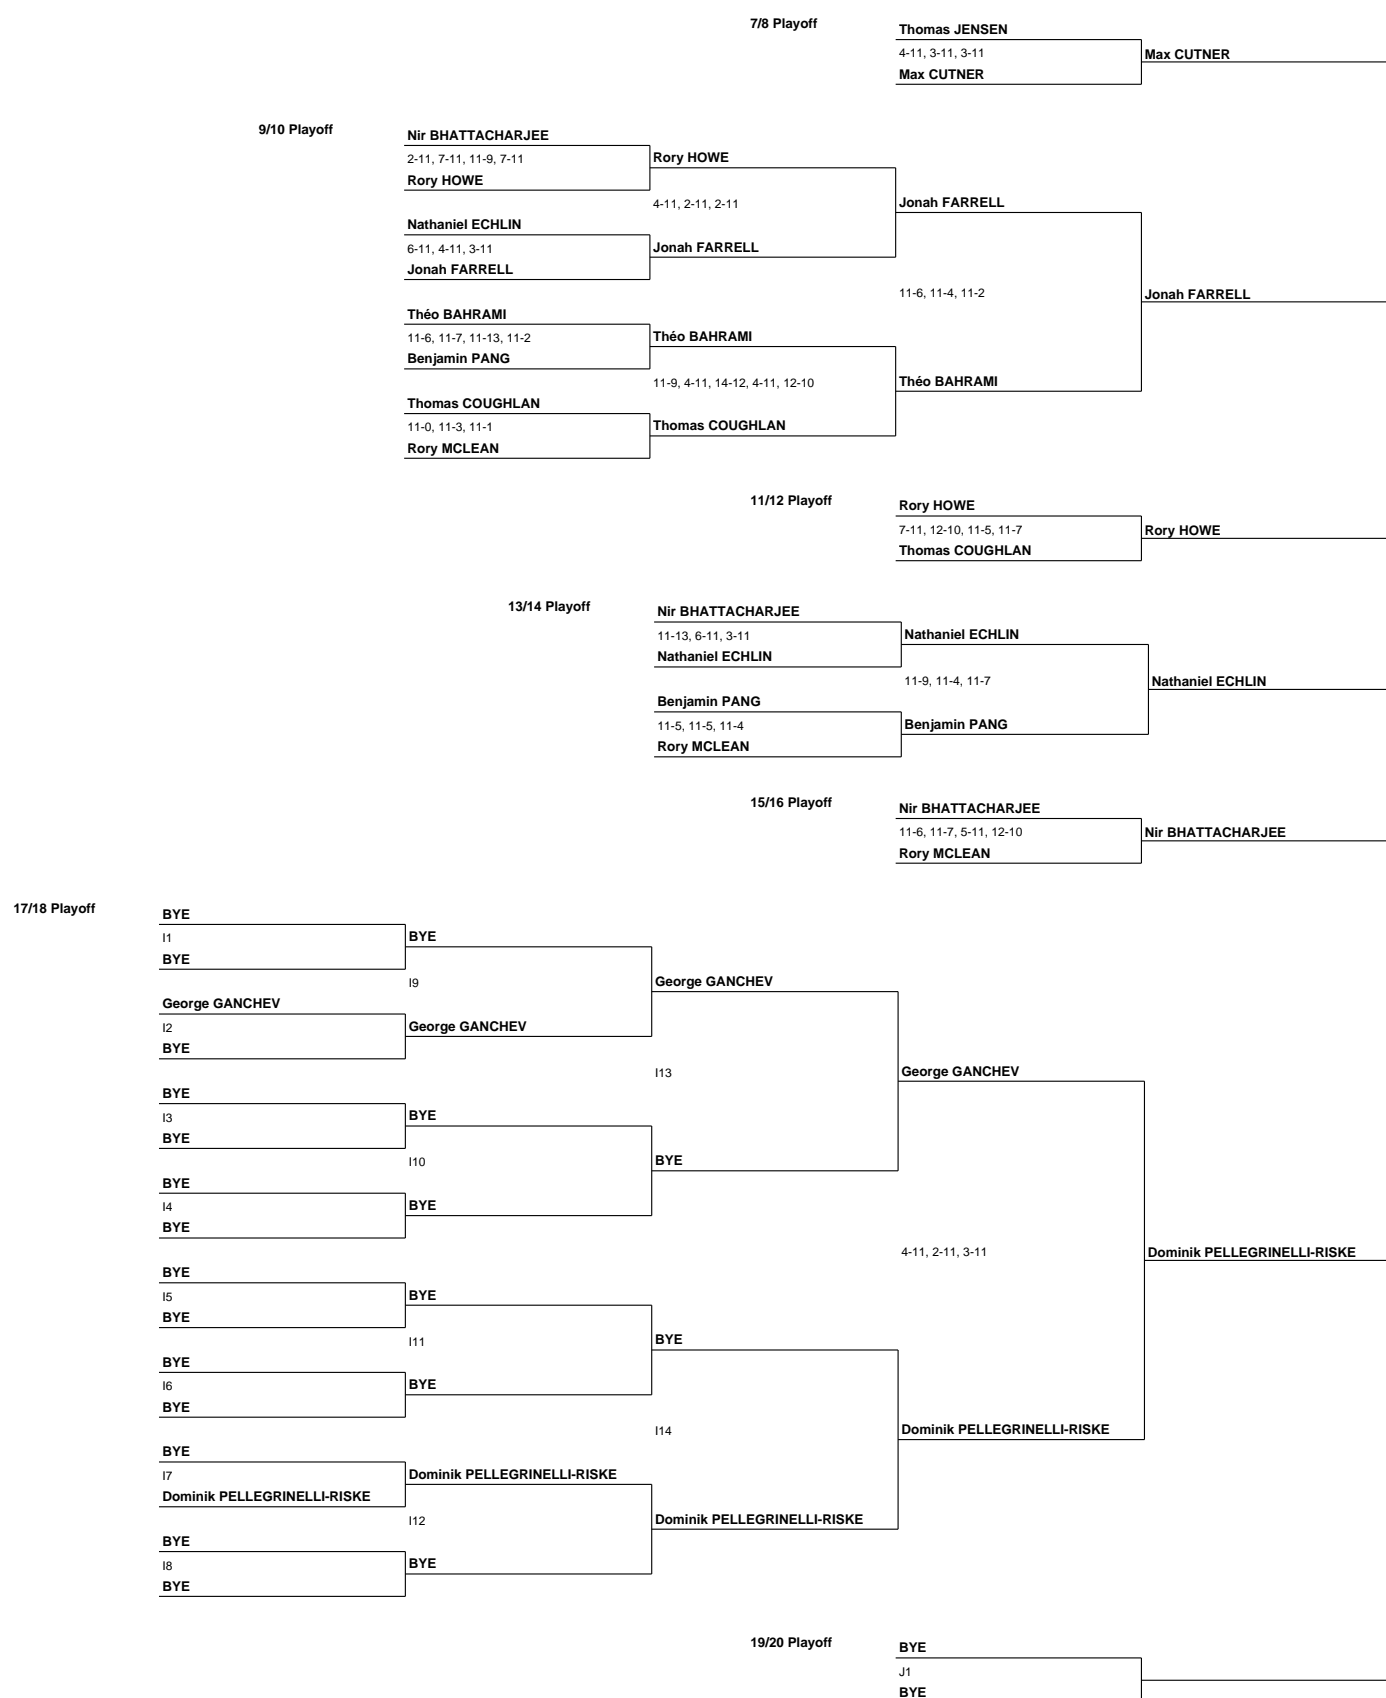 7/8 Playoff
Thomas JENSEN
4-11, 3-11, 3-11
Max CUTNER
Max CUTNER
9/10 Playoff
Nir BHATTACHARJEE
2-11, 7-11, 11-9, 7-11
Rory HOWE
Rory HOWE
4-11, 2-11, 2-11
Jonah FARRELL
Nathaniel ECHLIN
6-11, 4-11, 3-11
Jonah FARRELL
Jonah FARRELL
11-6, 11-4, 11-2
Jonah FARRELL
Théo BAHRAMI
11-6, 11-7, 11-13, 11-2
Théo BAHRAMI
Benjamin PANG
11-9, 4-11, 14-12, 4-11, 12-10
Théo BAHRAMI
Thomas COUGHLAN
11-0, 11-3, 11-1
Thomas COUGHLAN
Rory MCLEAN
11/12 Playoff
Rory HOWE
7-11, 12-10, 11-5, 11-7
Rory HOWE
Thomas COUGHLAN
13/14 Playoff
Nir BHATTACHARJEE
11-13, 6-11, 3-11
Nathaniel ECHLIN
Nathaniel ECHLIN
11-9, 11-4, 11-7
Nathaniel ECHLIN
Benjamin PANG
11-5, 11-5, 11-4
Benjamin PANG
Rory MCLEAN
15/16 Playoff
Nir BHATTACHARJEE
11-6, 11-7, 5-11, 12-10
Nir BHATTACHARJEE
Rory MCLEAN
17/18 Playoff
BYE
I1
BYE
BYE
I9
George GANCHEV
George GANCHEV
I2
George GANCHEV
BYE
I13
George GANCHEV
BYE
I3
BYE
BYE
I10
BYE
BYE
I4
BYE
BYE
4-11, 2-11, 3-11
Dominik PELLEGRINELLI-RISKE
BYE
I5
BYE
BYE
I11
BYE
BYE
I6
BYE
BYE
I14
Dominik PELLEGRINELLI-RISKE
BYE
I7
Dominik PELLEGRINELLI-RISKE
Dominik PELLEGRINELLI-RISKE
I12
Dominik PELLEGRINELLI-RISKE
BYE
I8
BYE
BYE
19/20 Playoff
BYE
J1
BYE